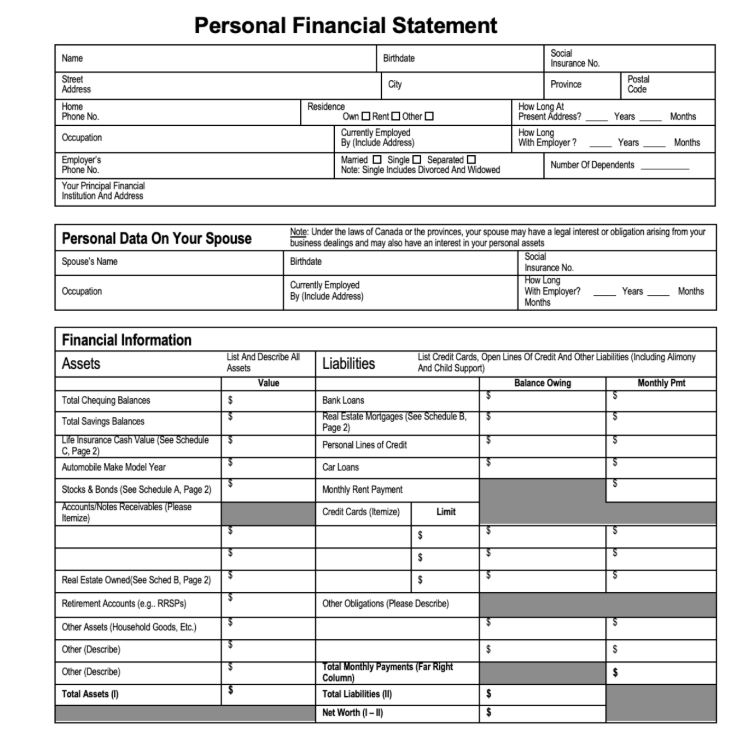 Personal Financial Statement
Name Birthdate Social
Insurance No.
Street
Address City Province Postal
Code
Home
Phone No. Residence
Own ☐ Rent ☐ Other ☐ How Long At
Present Address? _____ Years _____ Months
Occupation Currently Employed
By (Include Address) How Long
With Employer ? _____ Years _____ Months
Employer's
Phone No. Married ☐ Single ☐ Separated ☐
Note: Single Includes Divorced And Widowed Number Of Dependents __________
Your Principal Financial
Institution And Address
Personal Data On Your Spouse
Note: Under the laws of Canada or the provinces, your spouse may have a legal interest or obligation arising from your
business dealings and may also have an interest in your personal assets
Spouse's Name Birthdate Social
Insurance No.
Occupation Currently Employed
By (Include Address) How Long
With Employer? _____ Years _____ Months
Months
Financial Information
Assets List And Describe All
Assets Liabilities List Credit Cards, Open Lines Of Credit And Other Liabilities (Including Alimony
And Child Support)
Value Balance Owing Monthly Pmt
Total Chequing Balances $ Bank Loans $ $
Total Savings Balances $ Real Estate Mortgages (See Schedule B,
Page 2) $ $
Life Insurance Cash Value (See Schedule
C, Page 2) $ Personal Lines of Credit $ $
Automobile Make Model Year $ Car Loans $ $
Stocks & Bonds (See Schedule A, Page 2) $ Monthly Rent Payment $
Accounts/Notes Receivables (Please
Itemize) Credit Cards (Itemize) Limit
$ $ $ $
$ $ $ $
Real Estate Owned(See Sched B, Page 2) $ $ $ $
Retirement Accounts (e.g.. RRSPs) $ Other Obligations (Please Describe)
Other Assets (Household Goods, Etc.) $ $ $
Other (Describe) $ $ $
Other (Describe) $ Total Monthly Payments (Far Right
Column) $
Total Assets (I) $ Total Liabilities (II) $
Net Worth (I – II) $